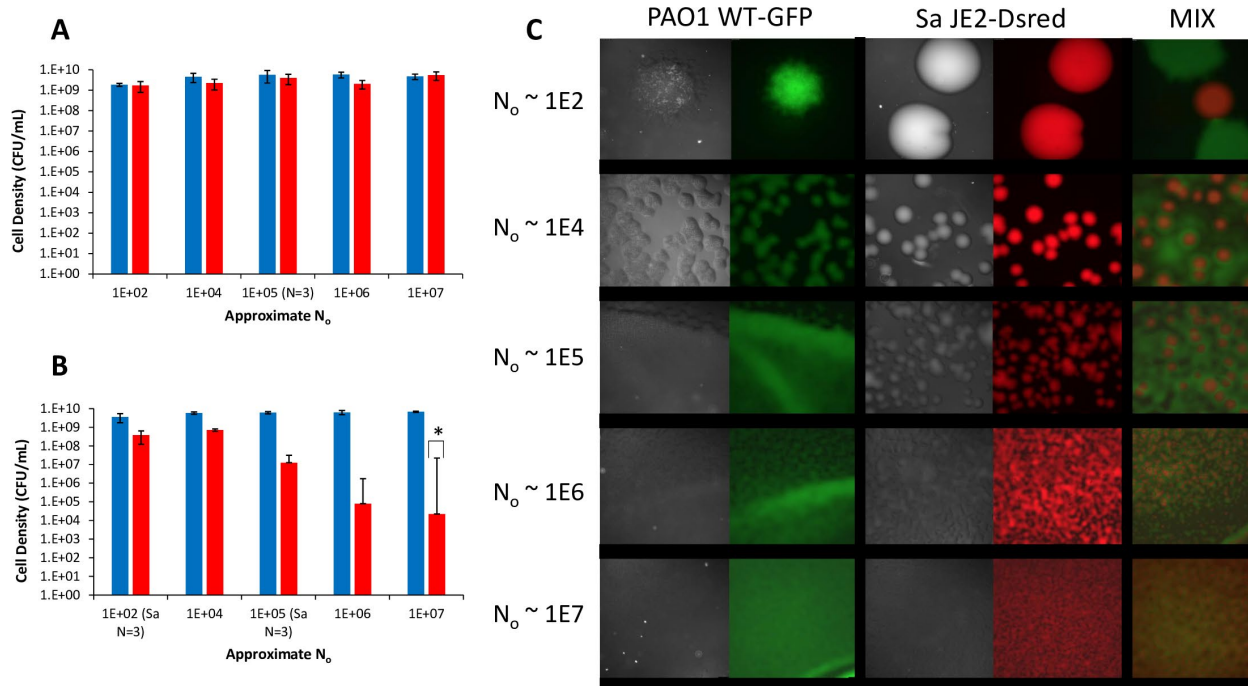 A
1.E+10
1.E+09
1.E+08
1.E+07
1.E+06
1.E+05
1.E+04
1.E+03
1.E+02
1.E+01
1.E+00
Cell Density (CFU/mL)
1E+02 1E+04 1E+05 (N=3) 1E+06 1E+07
Approximate No
B
1.E+10
1.E+09
1.E+08
1.E+07
1.E+06
1.E+05
1.E+04
1.E+03
1.E+02
1.E+01
1.E+00
Cell Density (CFU/mL)
*
1E+02 (Sa N=3) 1E+04 1E+05 (Sa N=3) 1E+06 1E+07
Approximate No
C
PAO1 WT-GFP Sa JE2-Dsred MIX
No ~ 1E2
No ~ 1E4
No ~ 1E5
No ~ 1E6
No ~ 1E7